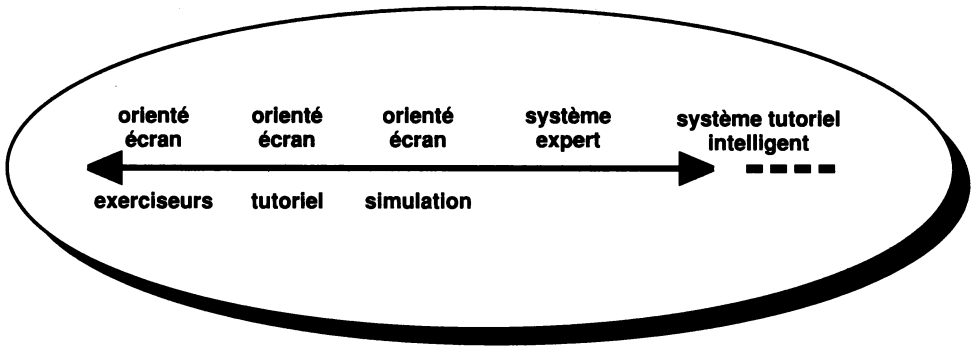 orienté
écran
orienté
écran
orienté
écran
système
expert
système tutoriel
intelligent
exerciseurs
tutoriel
simulation